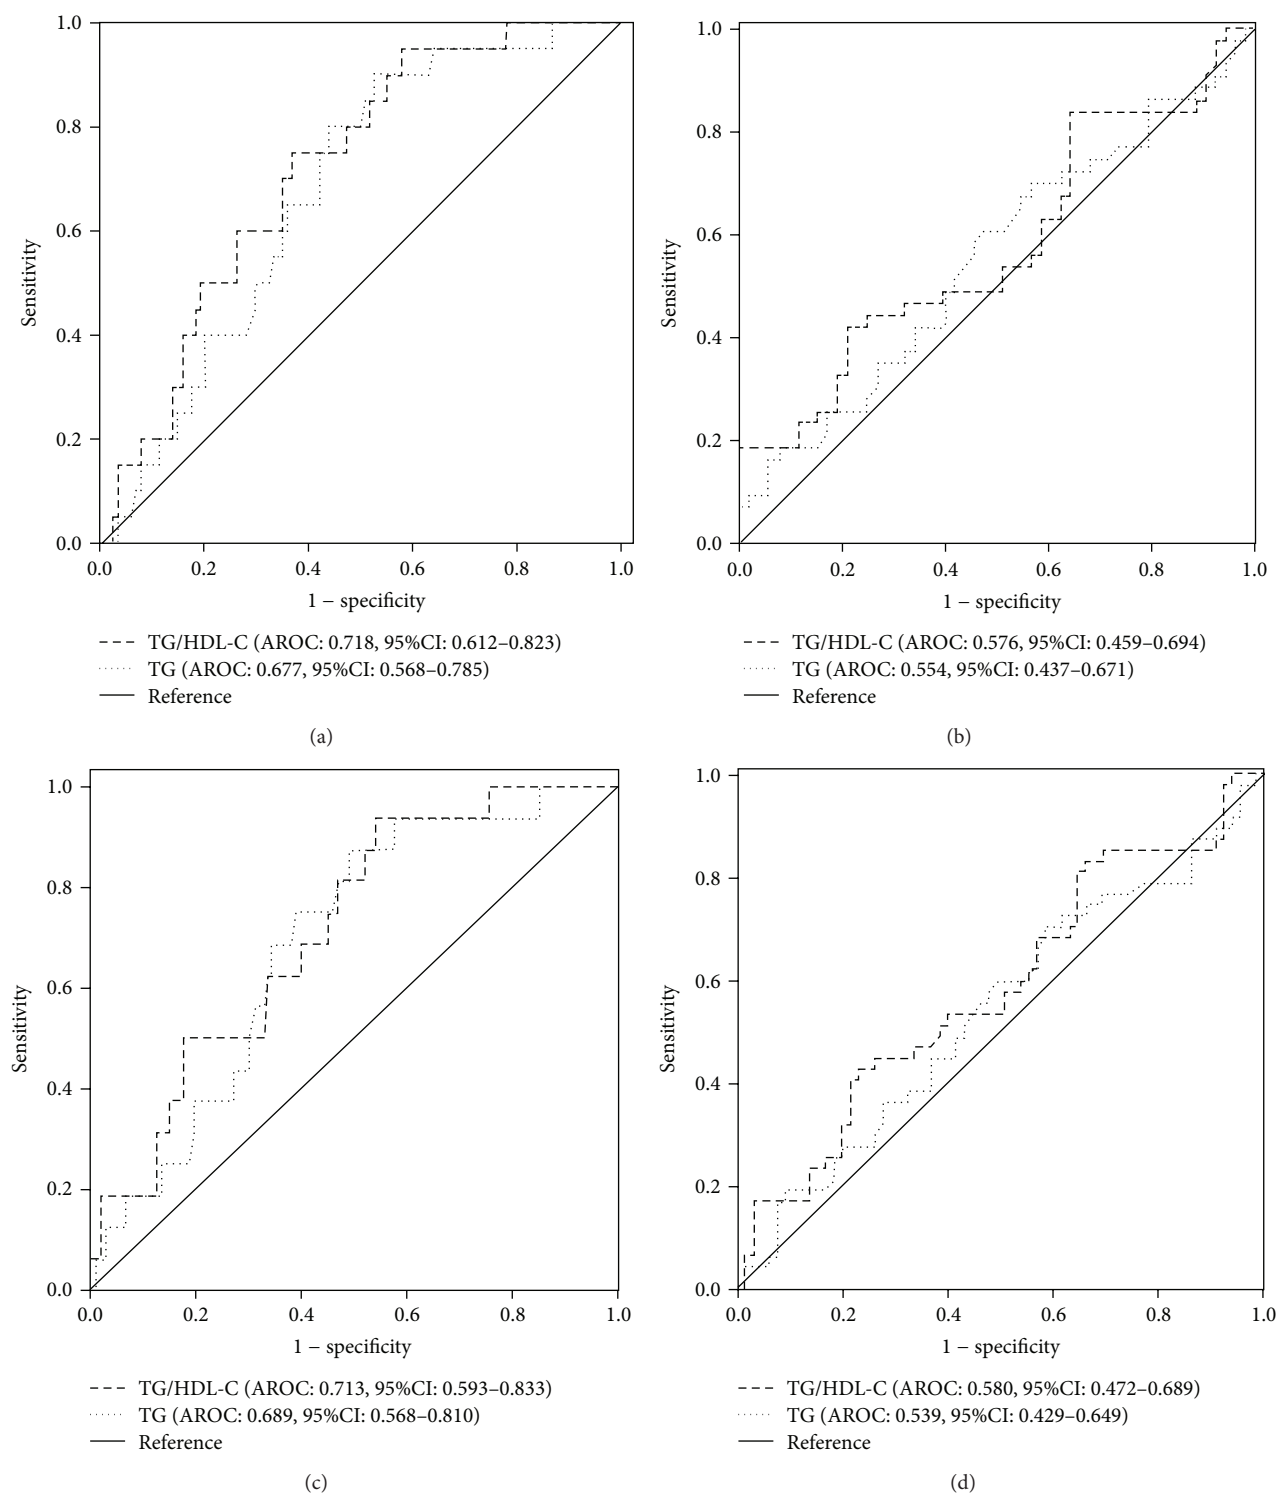 1.0
0.8
0.6
0.4
0.2
0.0
Sensitivity
0.0 0.2 0.4 0.6 0.8 1.0
1 − specificity
TG/HDL-C (AROC: 0.718, 95%CI: 0.612–0.823)
TG (AROC: 0.677, 95%CI: 0.568–0.785)
Reference
(a)
1.0
0.8
0.6
0.4
0.2
0.0
Sensitivity
0.0 0.2 0.4 0.6 0.8 1.0
1 − specificity
TG/HDL-C (AROC: 0.576, 95%CI: 0.459–0.694)
TG (AROC: 0.554, 95%CI: 0.437–0.671)
Reference
(b)
1.0
0.8
0.6
0.4
0.2
0.0
Sensitivity
0.0 0.2 0.4 0.6 0.8 1.0
1 − specificity
TG/HDL-C (AROC: 0.713, 95%CI: 0.593–0.833)
TG (AROC: 0.689, 95%CI: 0.568–0.810)
Reference
(c)
1.0
0.8
0.6
0.4
0.2
0.0
Sensitivity
0.0 0.2 0.4 0.6 0.8 1.0
1 − specificity
TG/HDL-C (AROC: 0.580, 95%CI: 0.472–0.689)
TG (AROC: 0.539, 95%CI: 0.429–0.649)
Reference
(d)